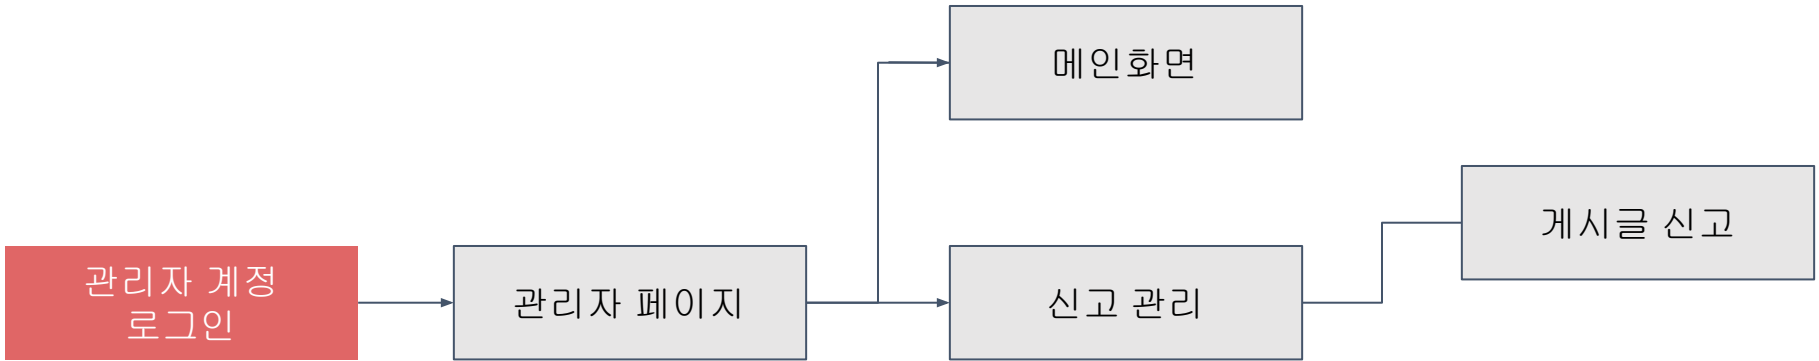 메인화면
게시글 신고
관리자 계정
로그인
관리자 페이지
신고 관리